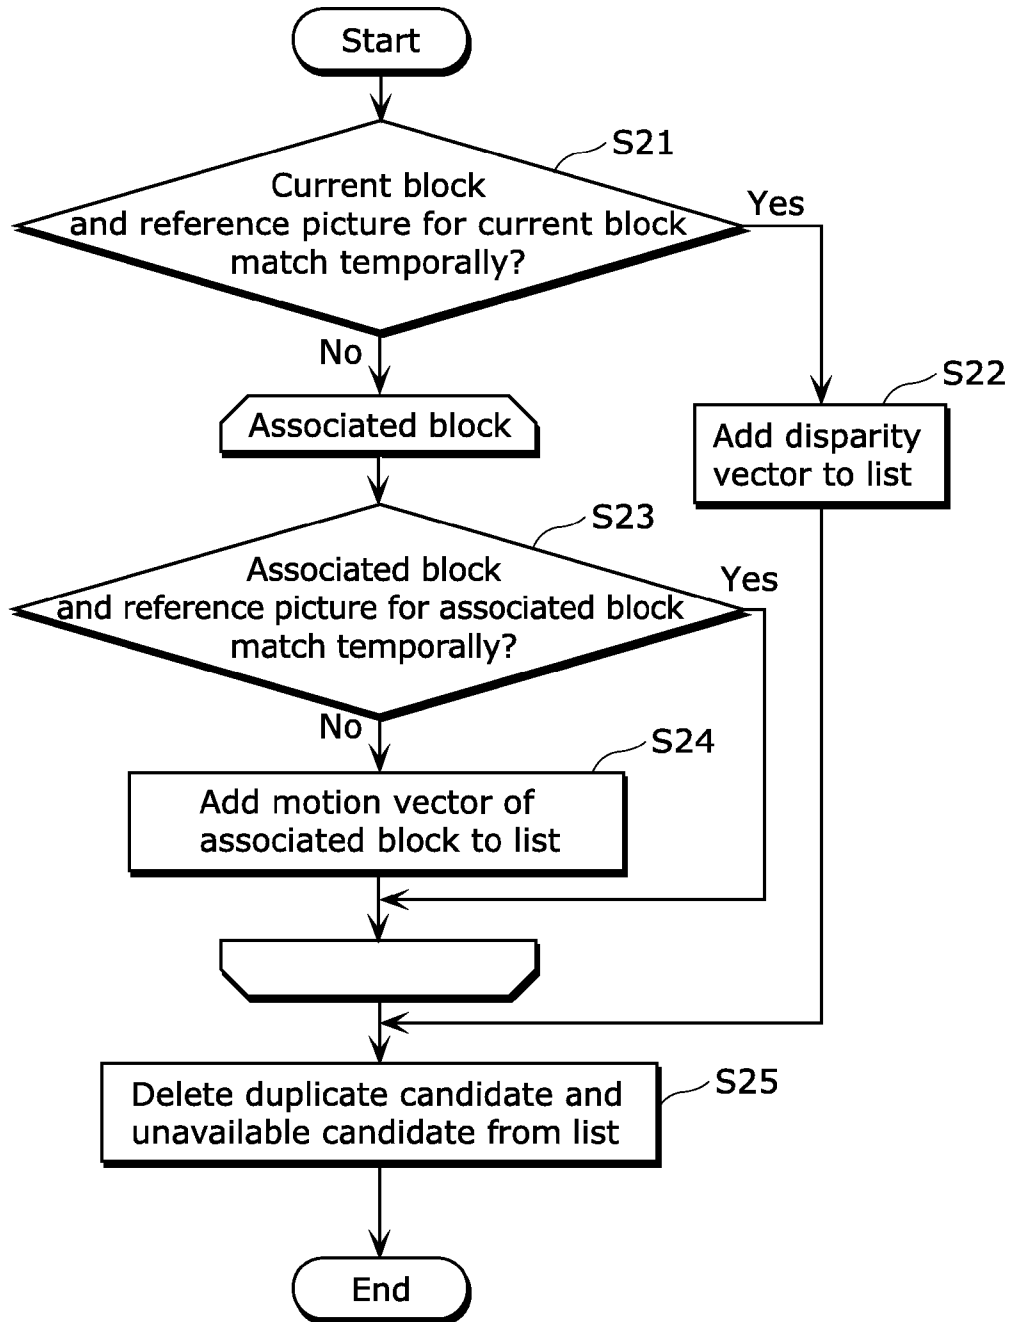 Start
S21
Current block
and reference picture for current block
match temporally?
Yes
No
S22
Add disparity
vector to list
Associated block
S23
Associated block
and reference picture for associated block
match temporally?
Yes
No
S24
Add motion vector of
associated block to list
S25
Delete duplicate candidate and
unavailable candidate from list
End